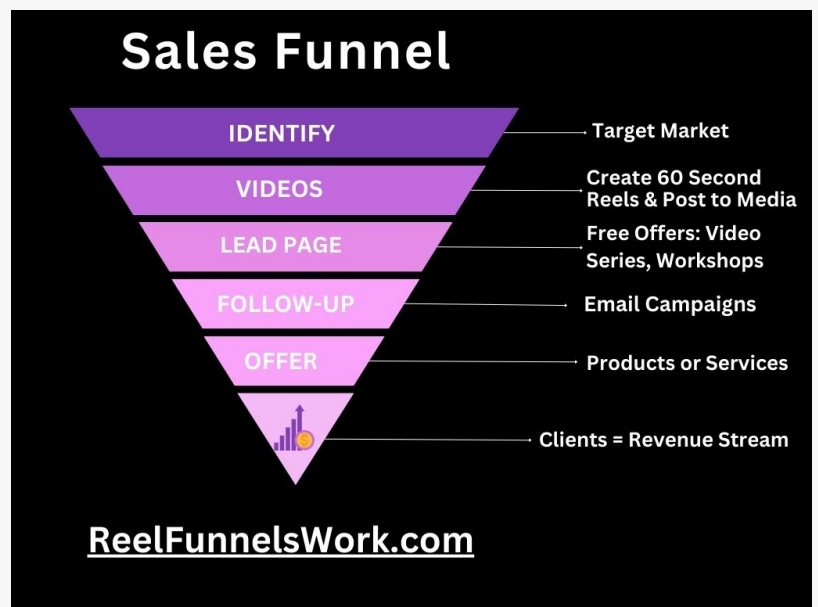 Sales Funnel
IDENTIFY
Target Market
VIDEOS
Create 60 Second
Reels & Post to Media
LEAD PAGE
Free Offers: Video
Series, Workshops
FOLLOW-UP
Email Campaigns
OFFER
Products or Services
$
Clients = Revenue Stream
ReelFunnelsWork.com